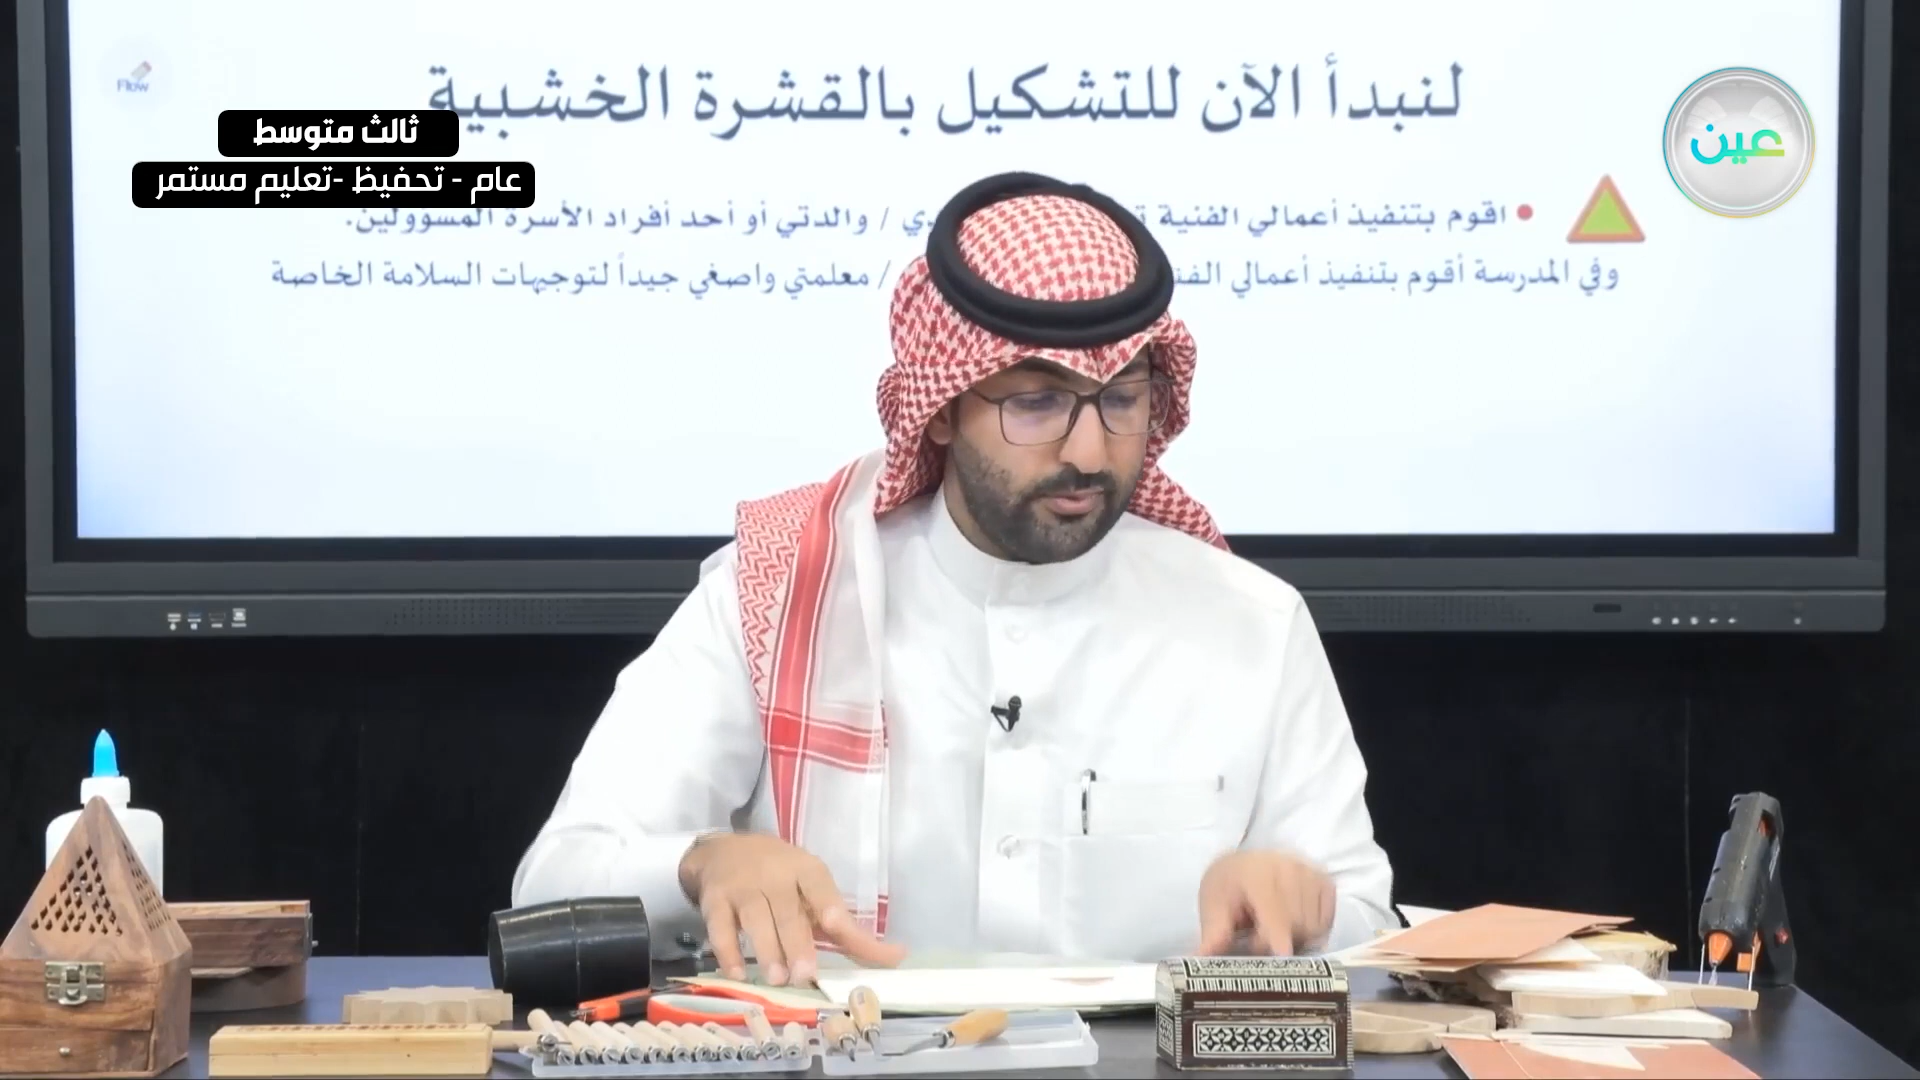 لنبدأ الآن للتشكيل بالقشرة الخشبية
Flow
ثالث متوسط
عام - تحفيظ -تعليم مستمر
عين
• اقوم بتنفيذ أعمالي الفنية / والدتي أو أحد أفراد الأسرة المسؤولين.
وفي المدرسة أقوم بتنفيذ أعمالي / معلمتي واصغي جيداً لتوجيهات السلامة الخاصة